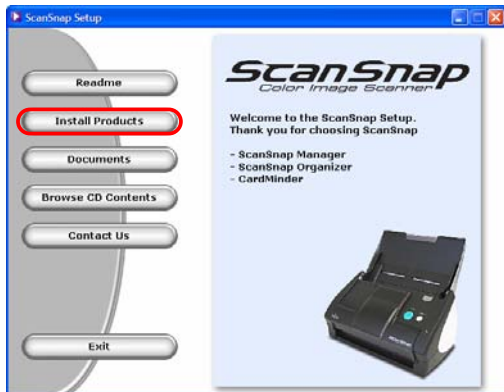 ScanSnap Setup
Readme
Install Products
Documents
Browse CD Contents
Contact Us
Exit
ScanSnap
Color Image Scanner
Welcome to the ScanSnap Setup.
Thank you for choosing ScanSnap
- ScanSnap Manager
- ScanSnap Organizer
- CardMinder
ScanSnap